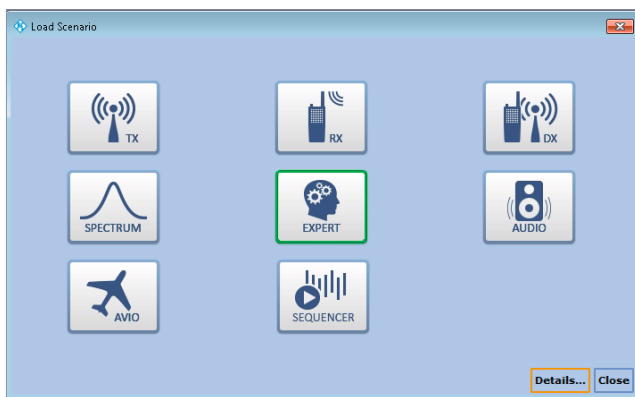 Load Scenario
TX
RX
DX
SPECTRUM
EXPERT
AUDIO
AVIO
SEQUENCER
Details...
Close